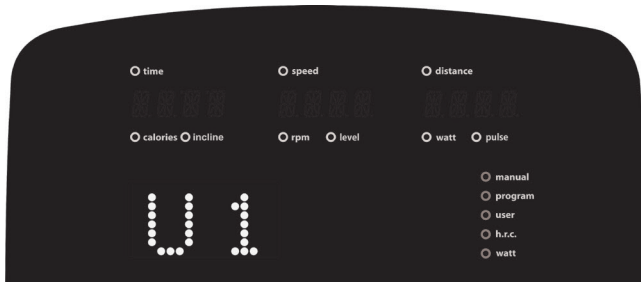 time speed distance
calories incline rpm level watt pulse
manual
program
user
h.r.c.
watt
U 1